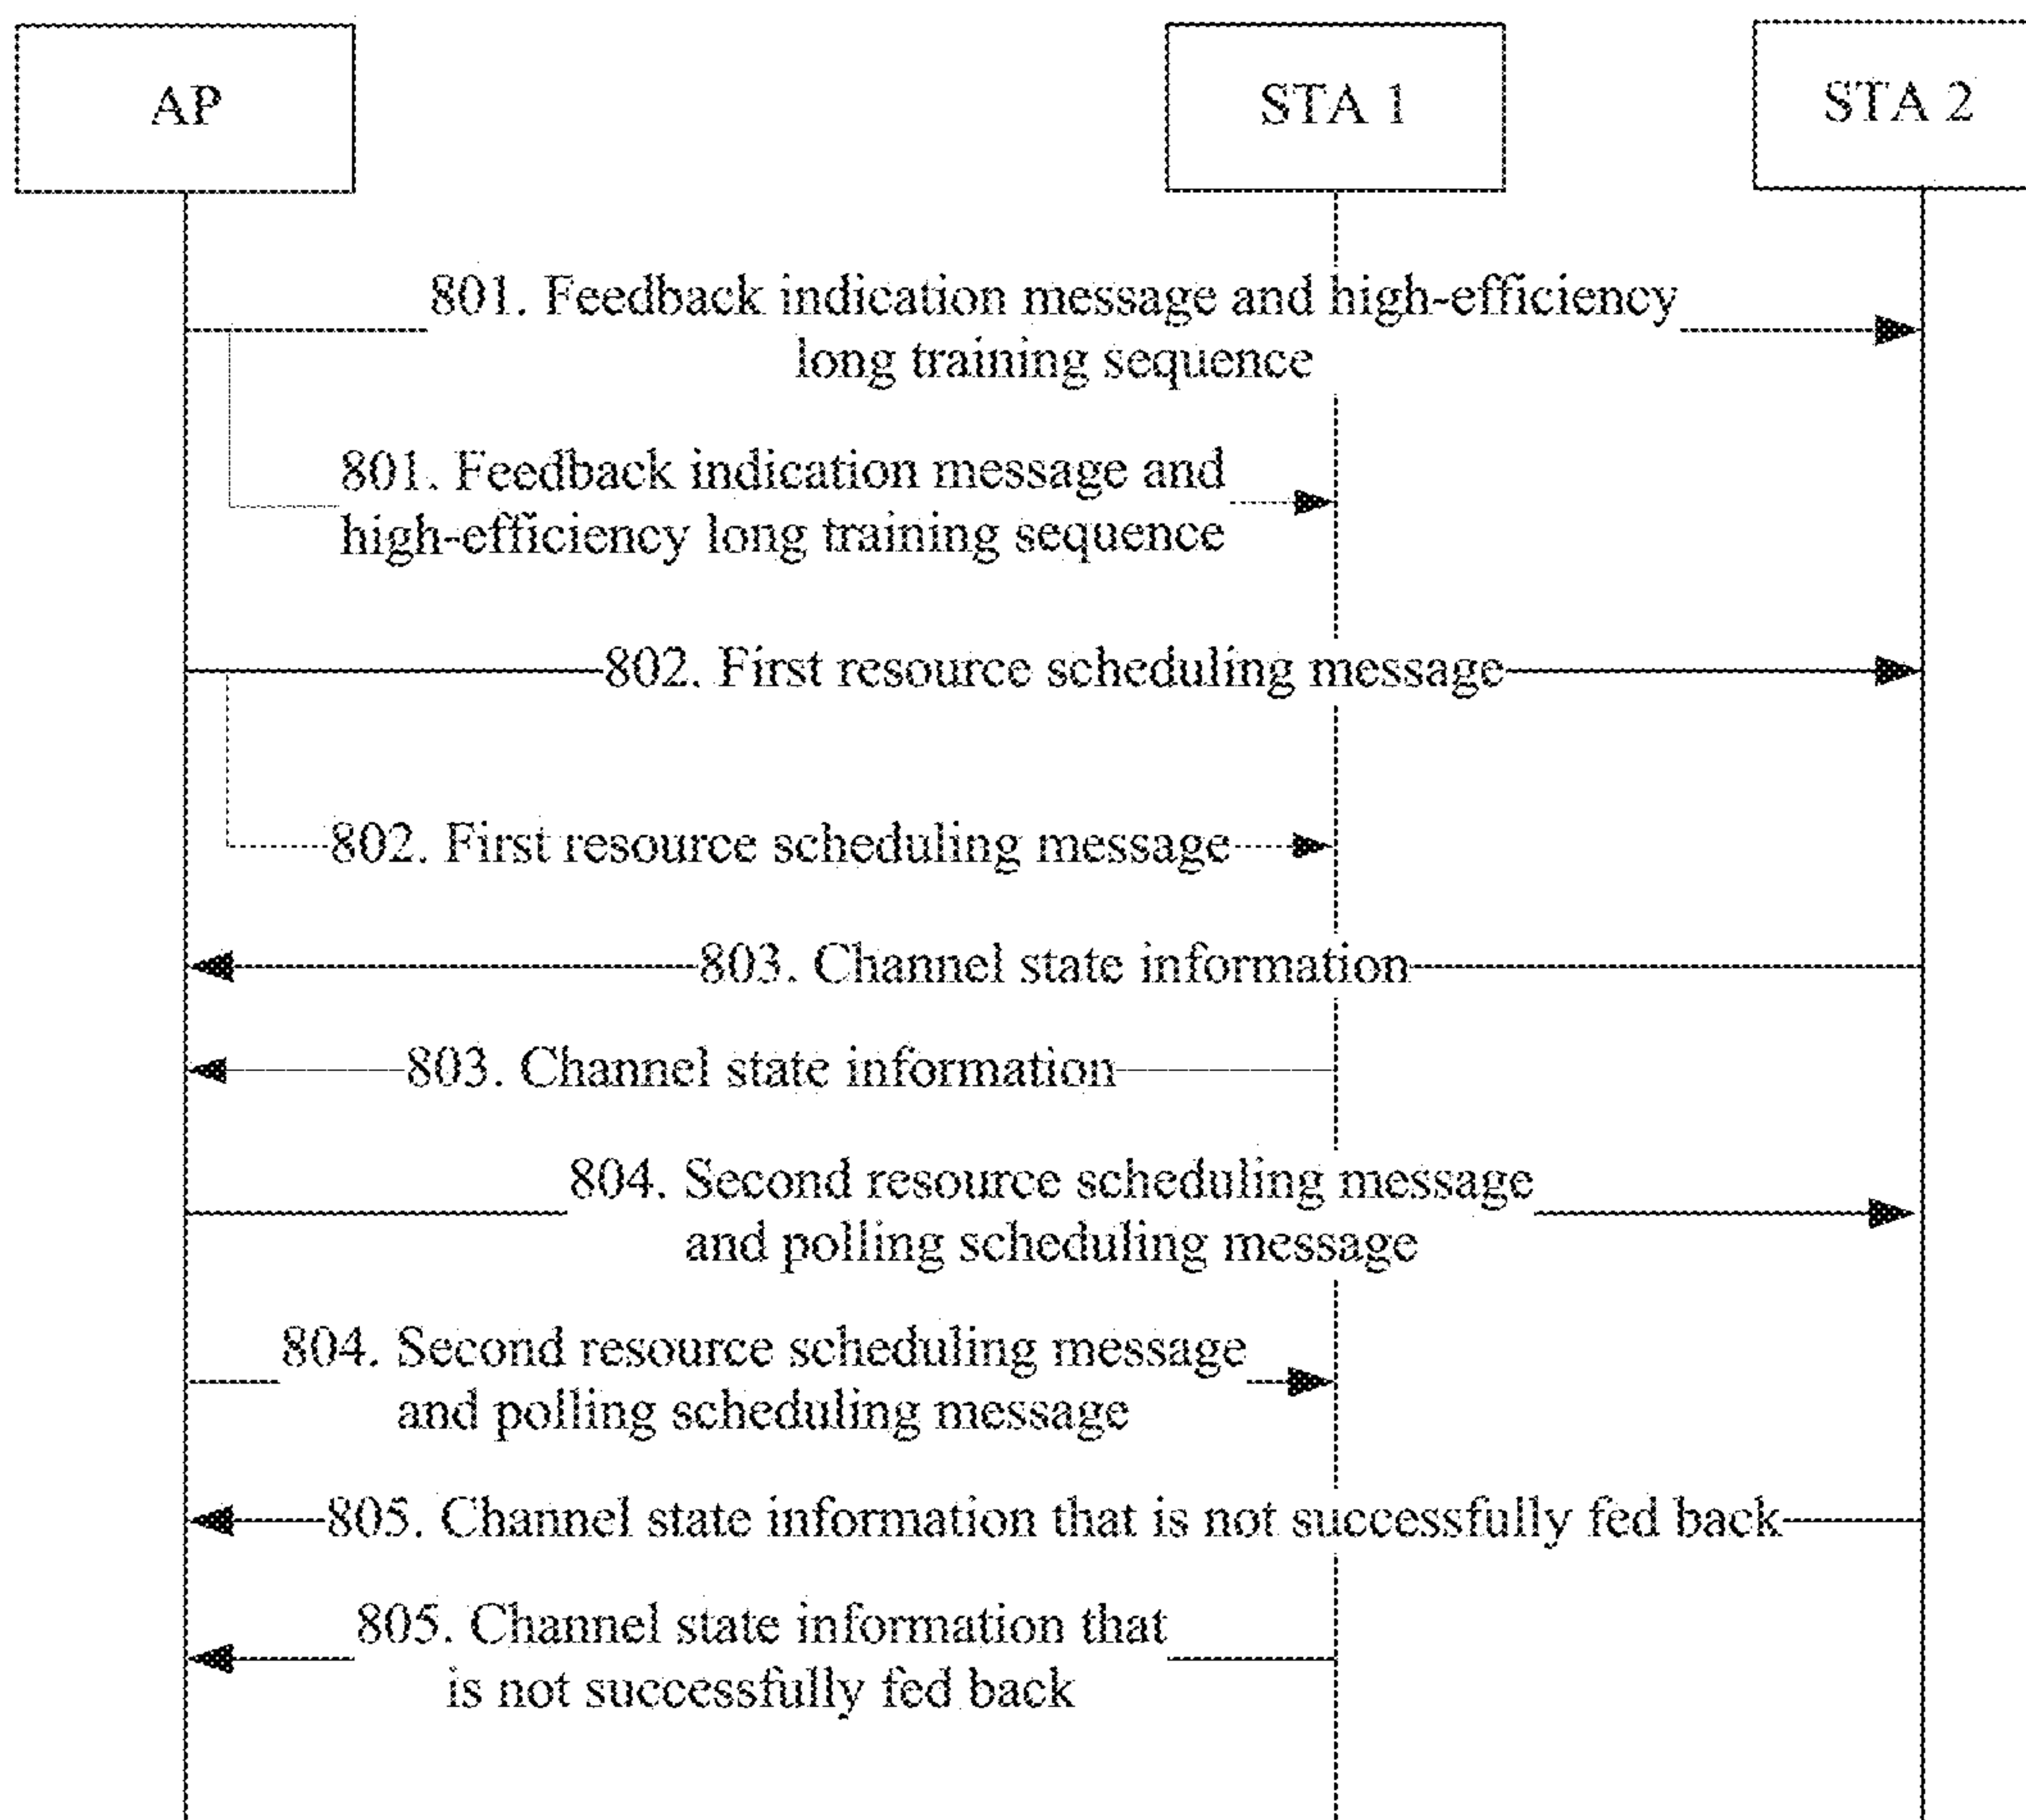 AP
STA 1
STA 2
801. Feedback indication message and high-efficiency
long training sequence
801. Feedback indication message and
high-efficiency long training sequence
802. First resource scheduling message
802. First resource scheduling message
803. Channel state information
803. Channel state information
804. Second resource scheduling message
and polling scheduling message
804. Second resource scheduling message
and polling scheduling message
805. Channel state information that is not successfully fed back
805. Channel state information that
is not successfully fed back